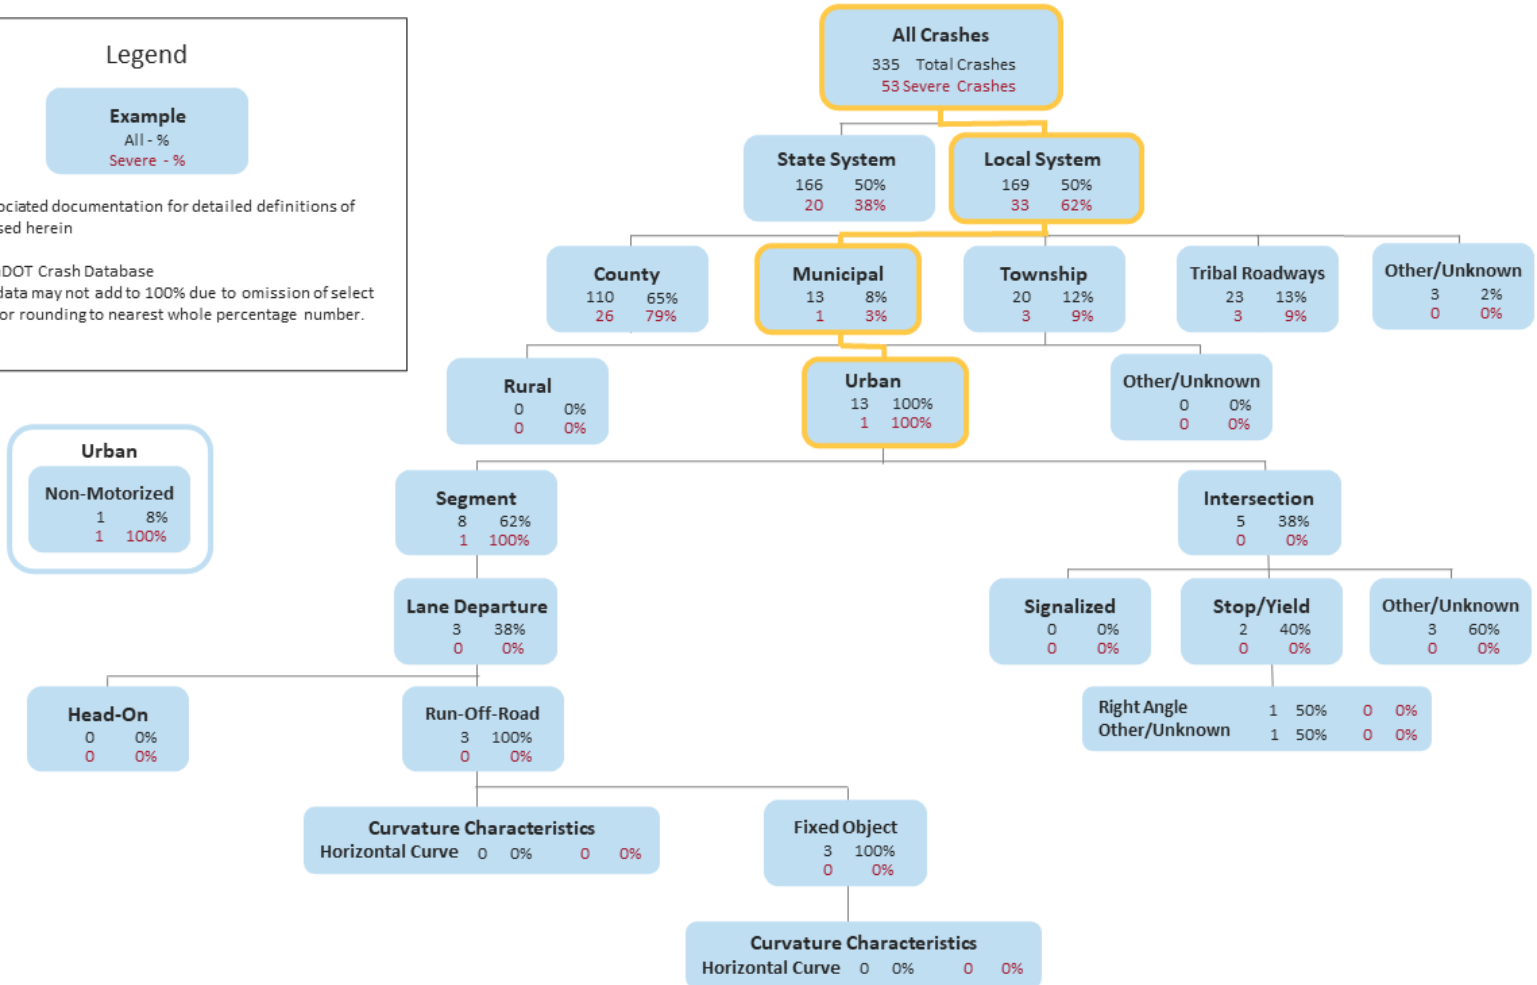 Legend
Example
All - %
Severe - %
documentation for detailed definitions of
herein
Crash Database
data may not add to 100% due to omission of select
or rounding to nearest whole percentage number.
All Crashes
335 Total Crashes
53 Severe Crashes
State System
166 50%
20 38%
Local System
169 50%
33 62%
County
110 65%
26 79%
Municipal
13 8%
1 3%
Township
20 12%
3 9%
Tribal Roadways
23 13%
3 9%
Other/Unknown
3 2%
0 0%
Rural
0 0%
0 0%
Urban
13 100%
1 100%
Other/Unknown
0 0%
0 0%
Urban
Non-Motorized
1 8%
1 100%
Segment
8 62%
1 100%
Intersection
5 38%
0 0%
Lane Departure
3 38%
0 0%
Signalized
0 0%
0 0%
Stop/Yield
2 40%
0 0%
Other/Unknown
3 60%
0 0%
Head-On
0 0%
0 0%
Run-Off-Road
3 100%
0 0%
Right Angle 1 50% 0 0%
Other/Unknown 1 50% 0 0%
Curvature Characteristics
Horizontal Curve 0 0% 0 0%
Fixed Object
3 100%
0 0%
Curvature Characteristics
Horizontal Curve 0 0% 0 0%